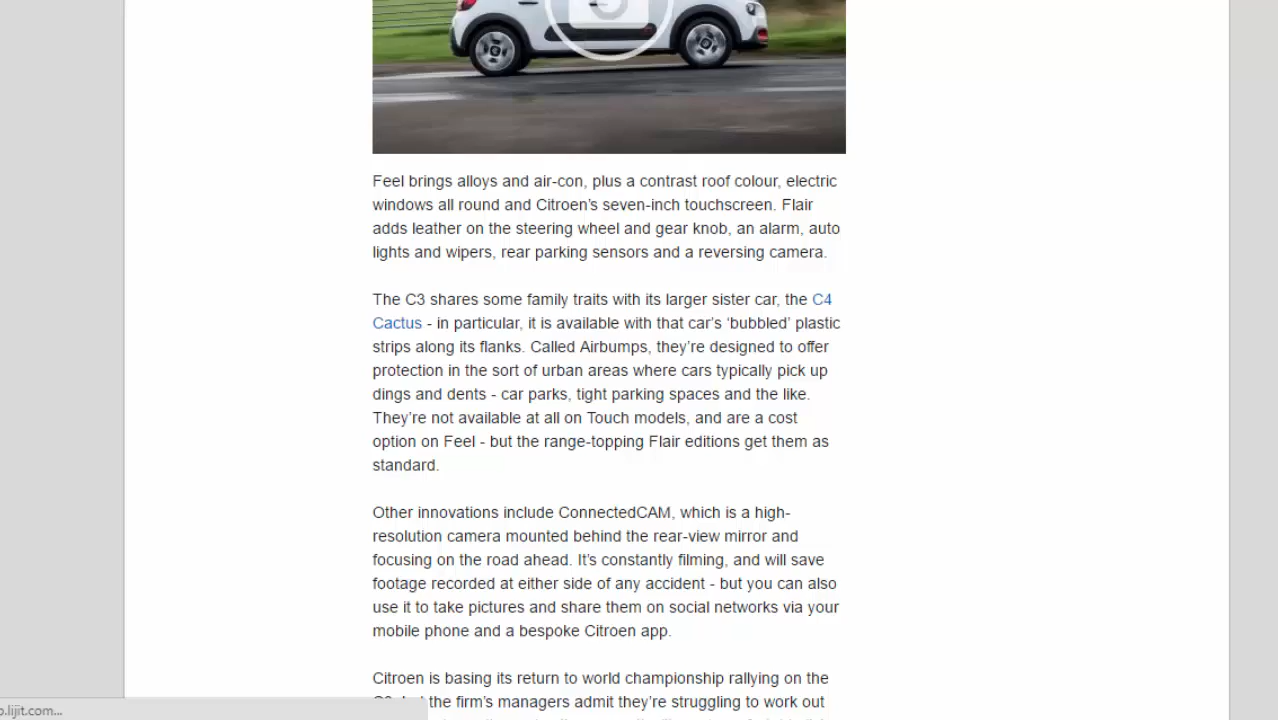 Feel brings alloys and air-con, plus a contrast roof colour, electric
windows all round and Citroen’s seven-inch touchscreen. Flair
adds leather on the steering wheel and gear knob, an alarm, auto
lights and wipers, rear parking sensors and a reversing camera.
The C3 shares some family traits with its larger sister car, the C4
Cactus - in particular, it is available with that car’s ‘bubbled’ plastic
strips along its flanks. Called Airbumps, they’re designed to offer
protection in the sort of urban areas where cars typically pick up
dings and dents - car parks, tight parking spaces and the like.
They’re not available at all on Touch models, and are a cost
option on Feel - but the range-topping Flair editions get them as
standard.
Other innovations include ConnectedCAM, which is a high-
resolution camera mounted behind the rear-view mirror and
focusing on the road ahead. It’s constantly filming, and will save
footage recorded at either side of any accident - but you can also
use it to take pictures and share them on social networks via your
mobile phone and a bespoke Citroen app.
Citroen is basing its return to world championship rallying on the
the firm’s managers admit they’re struggling to work out
p.lijit.com...